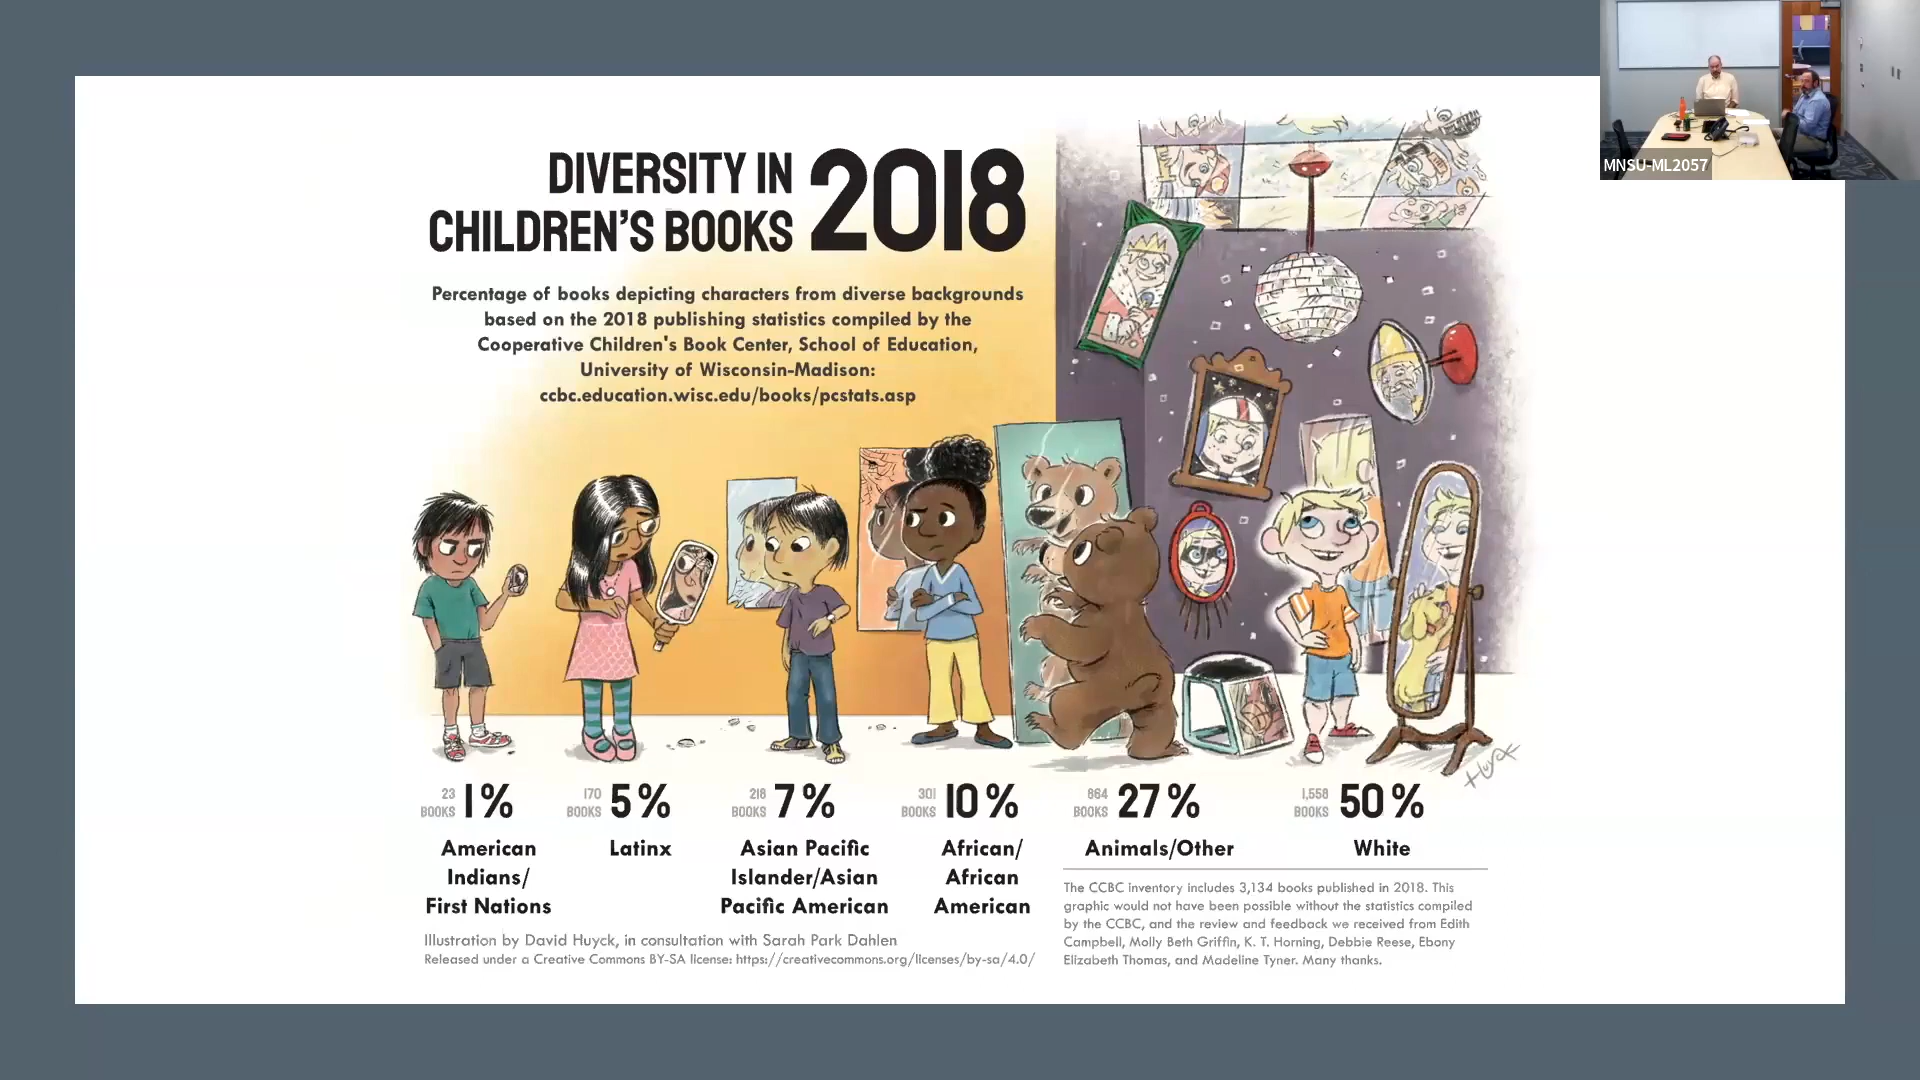 MNSU-ML2057
DIVERSITY IN
CHILDREN'S BOOKS
2018
Percentage of books depicting characters from diverse backgrounds
based on the 2018 publishing statistics compiled by the
Cooperative Children's Book Center, School of Education,
University of Wisconsin-Madison:
ccbc.education.wisc.edu/books/pcstats.asp
Huyck
23
BOOKS
1%
American
Indians/
First Nations
170
BOOKS
5%
Latinx
218
BOOKS
7%
Asian Pacific
Islander/Asian
Pacific American
301
BOOKS
10%
African/
African
American
864
BOOKS
27%
Animals/Other
1,558
BOOKS
50%
White
Illustration by David Huyck, in consultation with Sarah Park Dahlen
Released under a Creative Commons BY-SA license: https://creativecommons.org/licenses/by-sa/4.0/
The CCBC inventory includes 3,134 books published in 2018. This
graphic would not have been possible without the statistics compiled
by the CCBC, and the review and feedback we received from Edith
Campbell, Molly Beth Griffin, K. T. Horning, Debbie Reese, Ebony
Elizabeth Thomas, and Madeline Tyner. Many thanks.